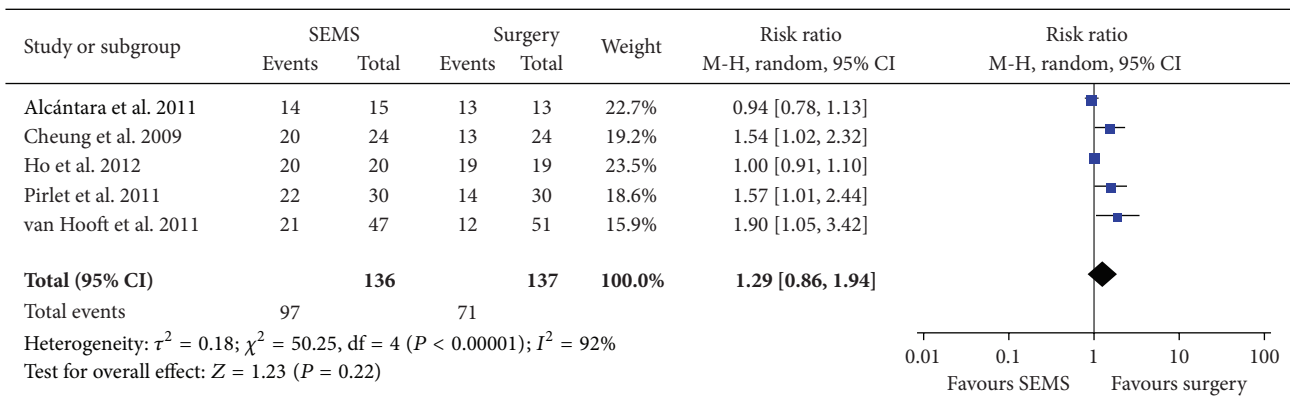 Study or subgroup SEMS Surgery Weight Risk ratio Risk ratio
Events Total Events Total M-H, random, 95% CI M-H, random, 95% CI
Alcántara et al. 2011 14 15 13 13 22.7% 0.94 [0.78, 1.13]
Cheung et al. 2009 20 24 13 24 19.2% 1.54 [1.02, 2.32]
Ho et al. 2012 20 20 19 19 23.5% 1.00 [0.91, 1.10]
Pirlet et al. 2011 22 30 14 30 18.6% 1.57 [1.01, 2.44]
van Hooft et al. 2011 21 47 12 51 15.9% 1.90 [1.05, 3.42]
Total (95% CI) 136 137 100.0% 1.29 [0.86, 1.94]
Total events 97 71
Heterogeneity: τ² = 0.18; χ² = 50.25, df = 4 (P < 0.00001); I² = 92%
Test for overall effect: Z = 1.23 (P = 0.22)
0.01 0.1 1 10 100
Favours SEMS Favours surgery